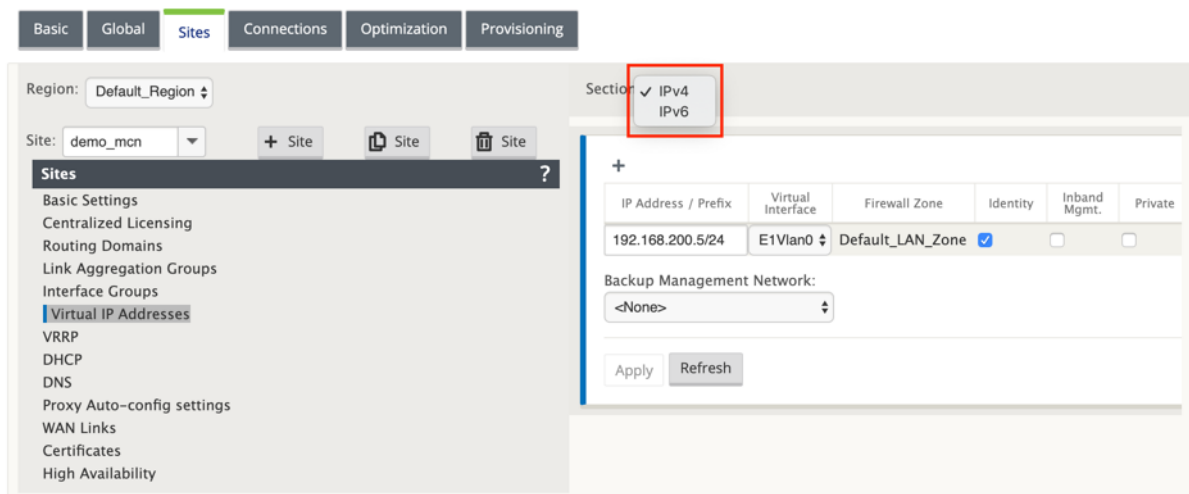 Basic Global Sites Connections Optimization Provisioning
Region: Default_Region
Site: demo_mcn + Site Site Site
Sites ?
Basic Settings
Centralized Licensing
Routing Domains
Link Aggregation Groups
Interface Groups
Virtual IP Addresses
VRRP
DHCP
DNS
Proxy Auto-config settings
WAN Links
Certificates
High Availability
Section ✓ IPv4
IPv6
+
IP Address / Prefix Virtual Interface Firewall Zone Identity Inband Mgmt. Private
192.168.200.5/24 E1Vlan0 Default_LAN_Zone
Backup Management Network:
<None>
Apply Refresh